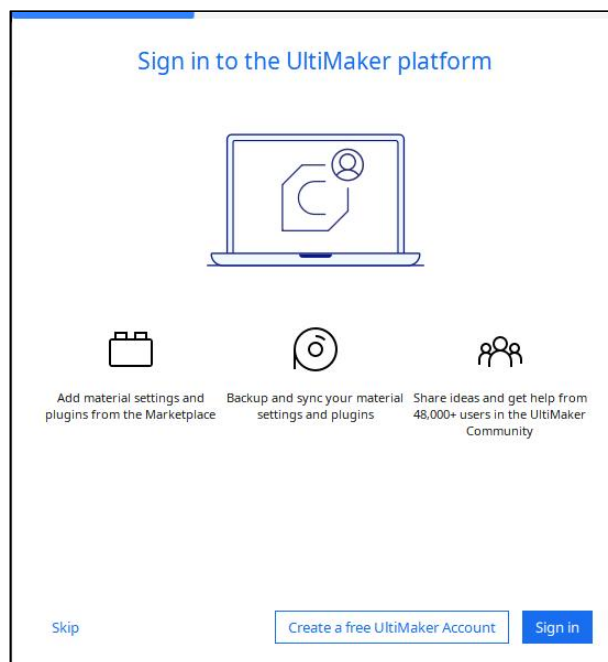 Sign in to the UltiMaker platform
Add material settings and
plugins from the Marketplace
Backup and sync your material
settings and plugins
Share ideas and get help from
48,000+ users in the UltiMaker
Community
Skip
Create a free UltiMaker Account
Sign in